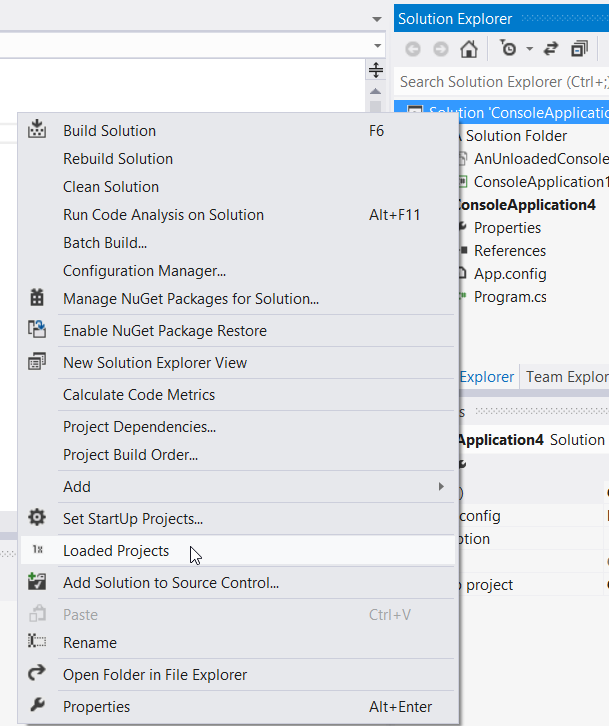 Solution Explorer
Search Solution Explorer (Ctrl+;)
Solution 'ConsoleApplicatio
Solution Folder
AnUnloadedConsole
ConsoleApplication1
ConsoleApplication4
Properties
References
App.config
Program.cs
Explorer
Team Explor
Application4 Solution
config
ption
project
Build Solution F6
Rebuild Solution
Clean Solution
Run Code Analysis on Solution Alt+F11
Batch Build...
Configuration Manager...
Manage NuGet Packages for Solution...
Enable NuGet Package Restore
New Solution Explorer View
Calculate Code Metrics
Project Dependencies...
Project Build Order...
Add
Set StartUp Projects...
1x Loaded Projects
Add Solution to Source Control...
Paste Ctrl+V
Rename
Open Folder in File Explorer
Properties Alt+Enter